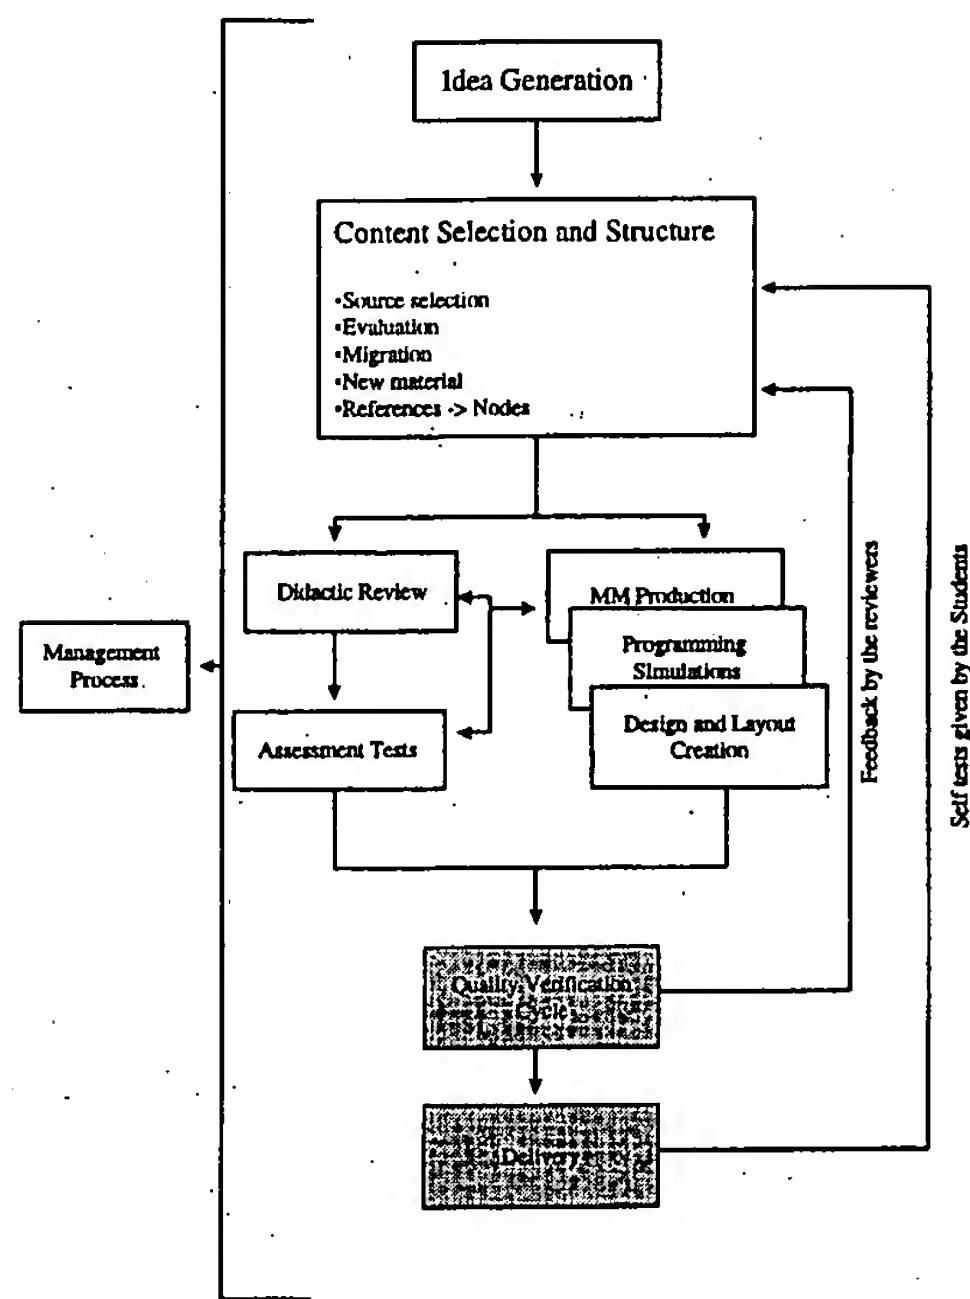 Idea Generation
Content Selection and Structure
•Source selection
•Evaluation
•Migration
•New material
•References -> Nodes
Didactic Review
MM Production
Programming
Simulations
Management
Process
Assessment Tests
Design and Layout
Creation
Feedback by the reviewers
Self tests given by the Students
Quality Verification
Cycle
Delivery